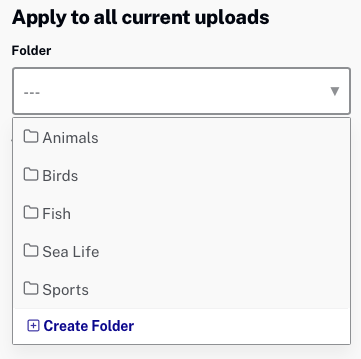 Apply to all current uploads
Folder
---
Animals
Birds
Fish
Sea Life
Sports
Create Folder